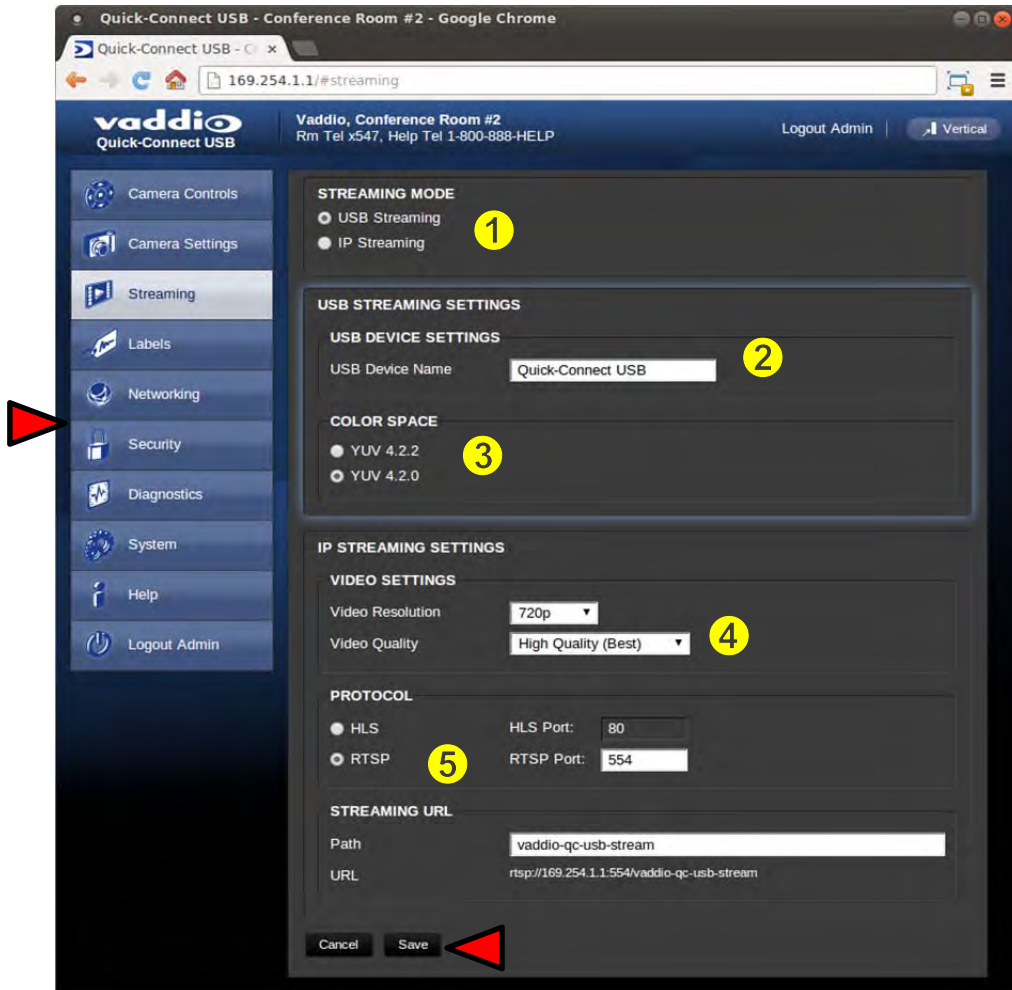 Quick-Connect USB - Conference Room #2 - Google Chrome
Quick-Connect USB - C
169.254.1.1/#streaming
vaddio
Quick-Connect USB
Vaddio, Conference Room #2
Rm Tel x547, Help Tel 1-800-888-HELP
Logout Admin
Vertical
Camera Controls
Camera Settings
Streaming
Labels
Networking
Security
Diagnostics
System
Help
Logout Admin
STREAMING MODE
USB Streaming
IP Streaming
1
USB STREAMING SETTINGS
USB DEVICE SETTINGS
USB Device Name Quick-Connect USB
2
COLOR SPACE
YUV 4.2.2
YUV 4.2.0
3
IP STREAMING SETTINGS
VIDEO SETTINGS
Video Resolution 720p
Video Quality High Quality (Best)
4
PROTOCOL
HLS HLS Port: 80
RTSP RTSP Port: 554
5
STREAMING URL
Path vaddio-qc-usb-stream
URL rtsp://169.254.1.1:554/vaddio-qc-usb-stream
Cancel Save